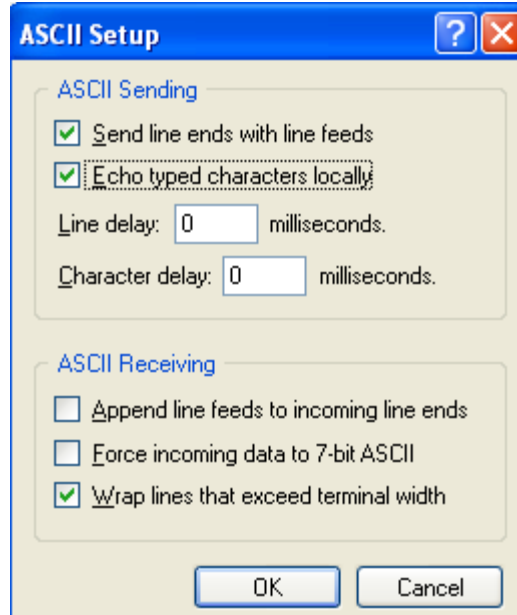 ASCII Setup
ASCII Sending
Send line ends with line feeds
Echo typed characters locally
Line delay: 0 milliseconds.
Character delay: 0 milliseconds.
ASCII Receiving
Append line feeds to incoming line ends
Force incoming data to 7-bit ASCII
Wrap lines that exceed terminal width
OK Cancel